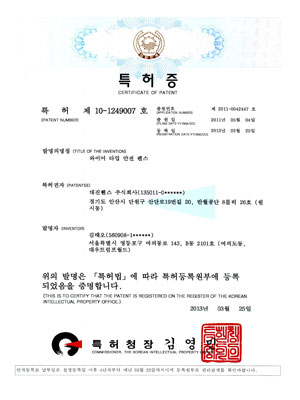 특허증
CERTIFICATE OF PATENT
특 허 제 10-1249007 호
(PATENT NUMBER)
출원번호 제 2011-0042447 호
(APPLICATION NUMBER)
출원일 2011년 05월 04일
(FILING DATE:YY/MM/DD)
등록일 2013년 03월 25일
(REGISTRATION DATE:YY/MM/DD)
발명의명칭 (TITLE OF THE INVENTION)
와이어 타입 안전 휀스
특허권자 (PATENTEE)
대진휀스 주식회사(135011-0******)
경기도 안산시 단원구 산단로19번길 20, 반월공단 8블럭 26호 (원
시동)
발명자 (INVENTOR)
김태오(560908-1******)
서울특별시 영등포구 여의동로 143, B동 2101호 (여의도동,
대우트럼프월드)
위의 발명은 「특허법」에 따라 특허등록원부에 등록
되었음을 증명합니다.
(THIS IS TO CERTIFY THAT THE PATENT IS REGISTERED ON THE REGISTER OF THE KOREAN
INTELLECTUAL PROPERTY OFFICE.)
2013년 03월 25일
특허청장 김영
COMMISSIONER, THE KOREAN INTELLECTUAL PROPERTY